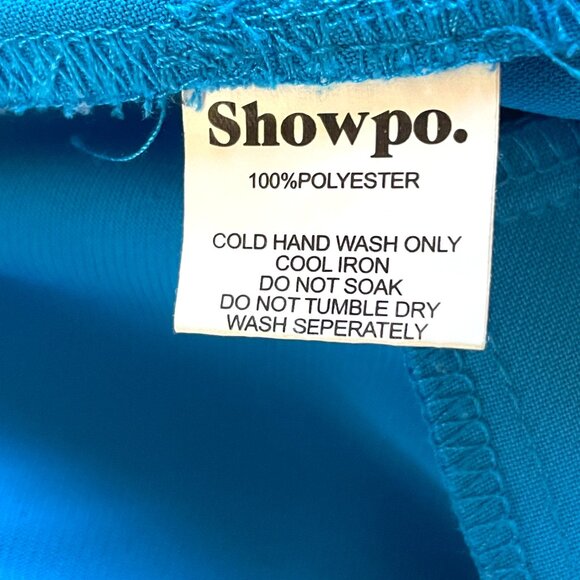 Showpo.
100%POLYESTER
COLD HAND WASH ONLY
COOL IRON
DO NOT SOAK
DO NOT TUMBLE DRY
WASH SEPERATELY